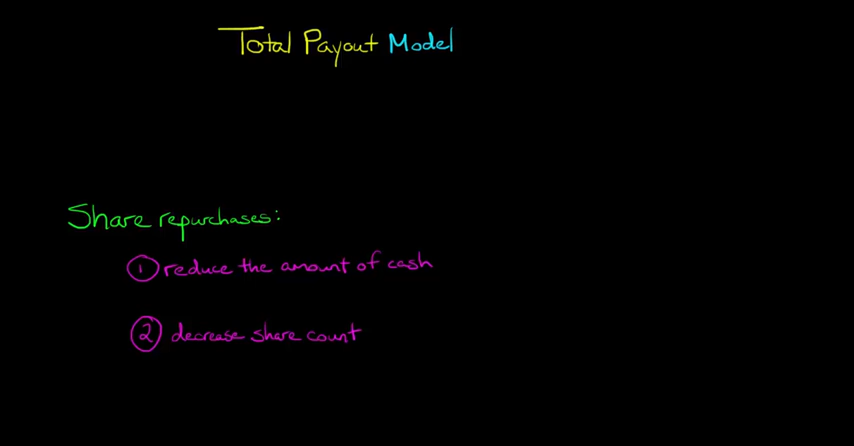 Total Payout Model
Share repurchases:
1 reduce the amount of cash
2 decrease share count